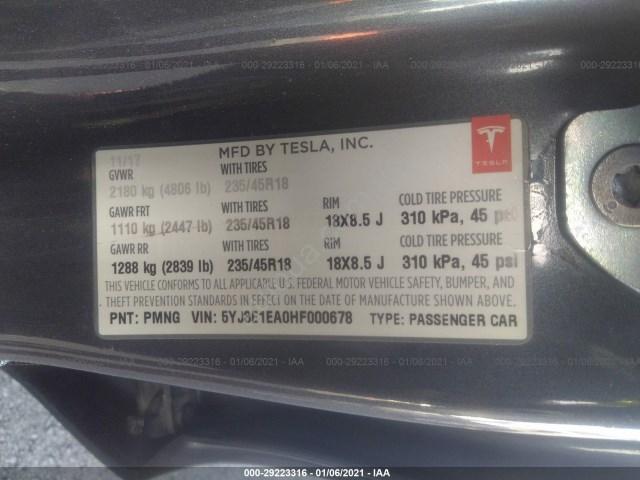 000-29223316 - 01/06/2021 - IAA
11/17
MFD BY TESLA, INC.
TESLA
GVWR WITH TIRES
2180 kg (4806 lb) 235/45R18
GAWR FRT WITH TIRES RIM COLD TIRE PRESSURE
1110 kg (2447 lb) 235/45R18 18X8.5 J 310 kPa, 45 psi
GAWR RR WITH TIRES RIM COLD TIRE PRESSURE
1288 kg (2839 lb) 235/45R18 18X8.5 J 310 kPa, 45 psi
THIS VEHICLE CONFORMS TO ALL APPLICABLE U.S. FEDERAL MOTOR VEHICLE SAFETY, BUMPER, AND
THEFT PREVENTION STANDARDS IN EFFECT ON THE DATE OF MANUFACTURE SHOWN ABOVE.
PNT: PMNG VIN: 5YJ3E1EA0HF000678 TYPE: PASSENGER CAR
000-29223316 - 01/06/2021 - IAA